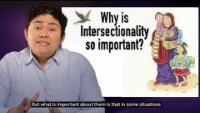 Why is
Intersectionality
so important?
But what is important about them is that in some situations